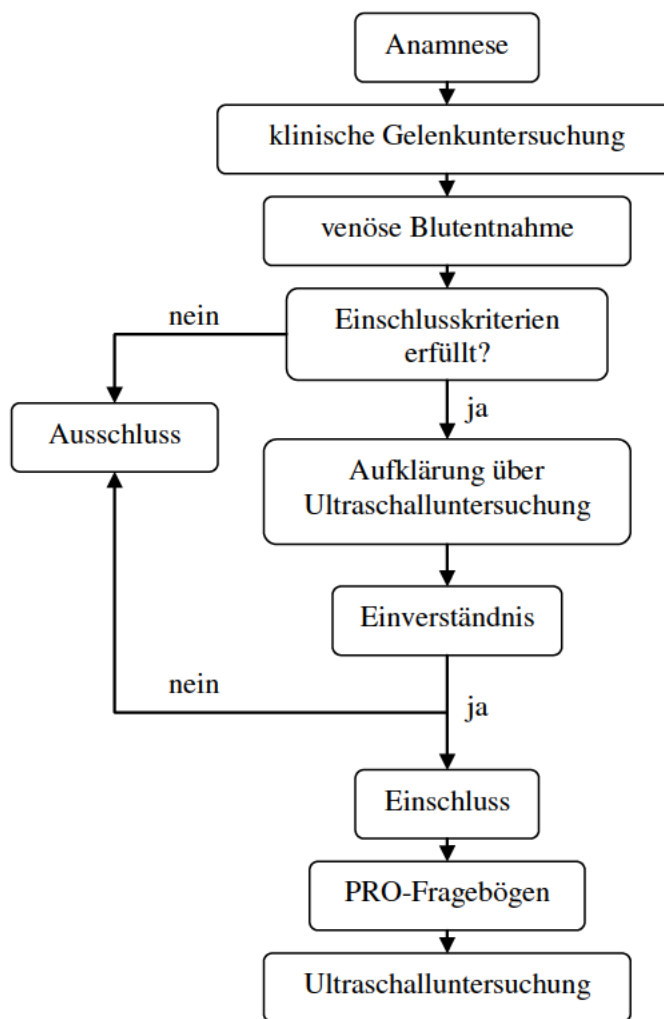 Anamnese
klinische Gelenkuntersuchung
venöse Blutentnahme
nein
Einschlusskriterien
erfüllt?
ja
Ausschluss
Aufklärung über
Ultraschalluntersuchung
Einverständnis
nein
ja
Einschluss
PRO-Fragebögen
Ultraschalluntersuchung